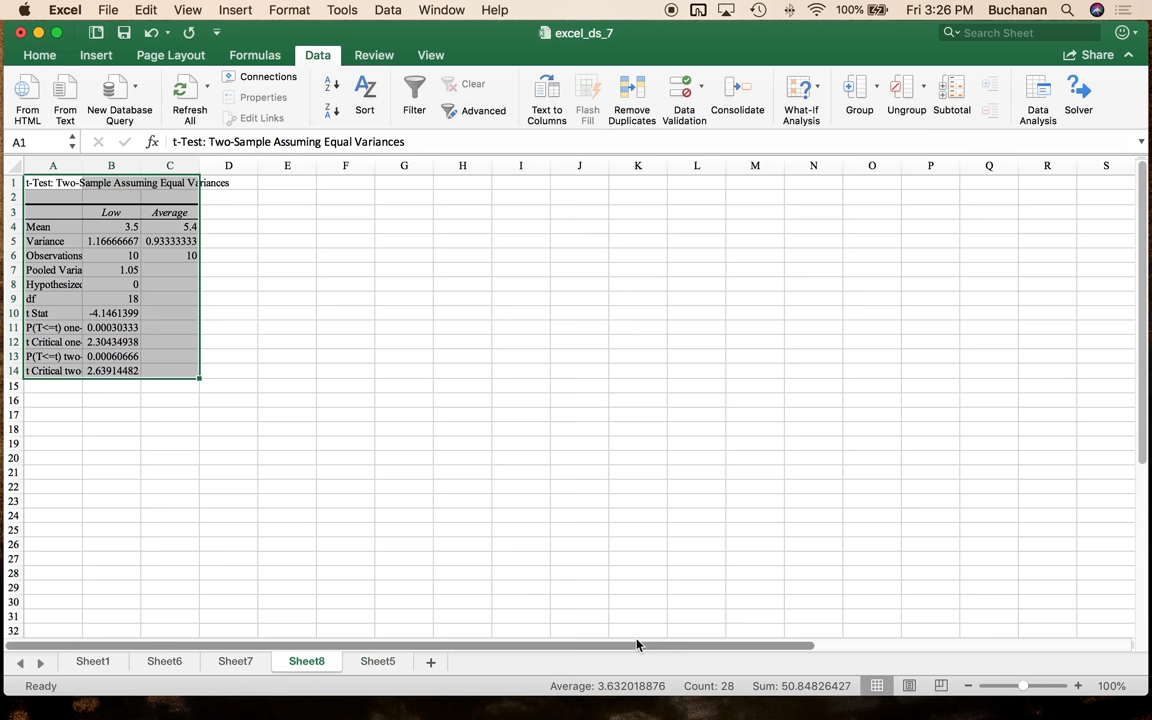 Excel File Edit View Insert Format Tools Data Window Help 100% Fri 3:26 PM Buchanan
excel_ds_7 Search Sheet
Home Insert Page Layout Formulas Data Review View Share
From HTML
From Text
New Database Query
Refresh All
Connections
Properties
Edit Links
Sort
Filter
Clear
Advanced
Text to Columns
Flash Fill
Remove Duplicates
Data Validation
Consolidate
What-If Analysis
Group
Ungroup
Subtotal
Data Analysis
Solver
A1 fx t-Test: Two-Sample Assuming Equal Variances
A B C D E F G H I J K L M N O P Q R S
1 t-Test: Two-Sample Assuming Equal Variances
2
3 Low Average
4 Mean 3.5 5.4
5 Variance 1.16666667 0.93333333
6 Observations 10 10
7 Pooled Varia 1.05
8 Hypothesized 0
9 df 18
10 t Stat -4.1461399
11 P(T<=t) one- 0.00030333
12 t Critical one- 2.30434938
13 P(T<=t) two- 0.00060666
14 t Critical two- 2.63914482
15
16
17
18
19
20
21
22
23
24
25
26
27
28
29
30
31
32
Sheet1 Sheet6 Sheet7 Sheet8 Sheet5 +
Ready Average: 3.632018876 Count: 28 Sum: 50.84826427 100%